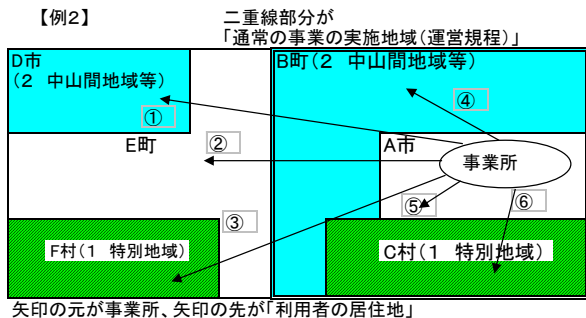 【例2】
二重線部分が
「通常の事業の実施地域(運営規程)」
D市
(2 中山間地域等)
B町(2 中山間地域等)
①
④
E町
②
A市
事業所
⑤
⑥
③
F村(1 特別地域)
C村(1 特別地域)
矢印の元が事業所、矢印の先が「利用者の居住地」